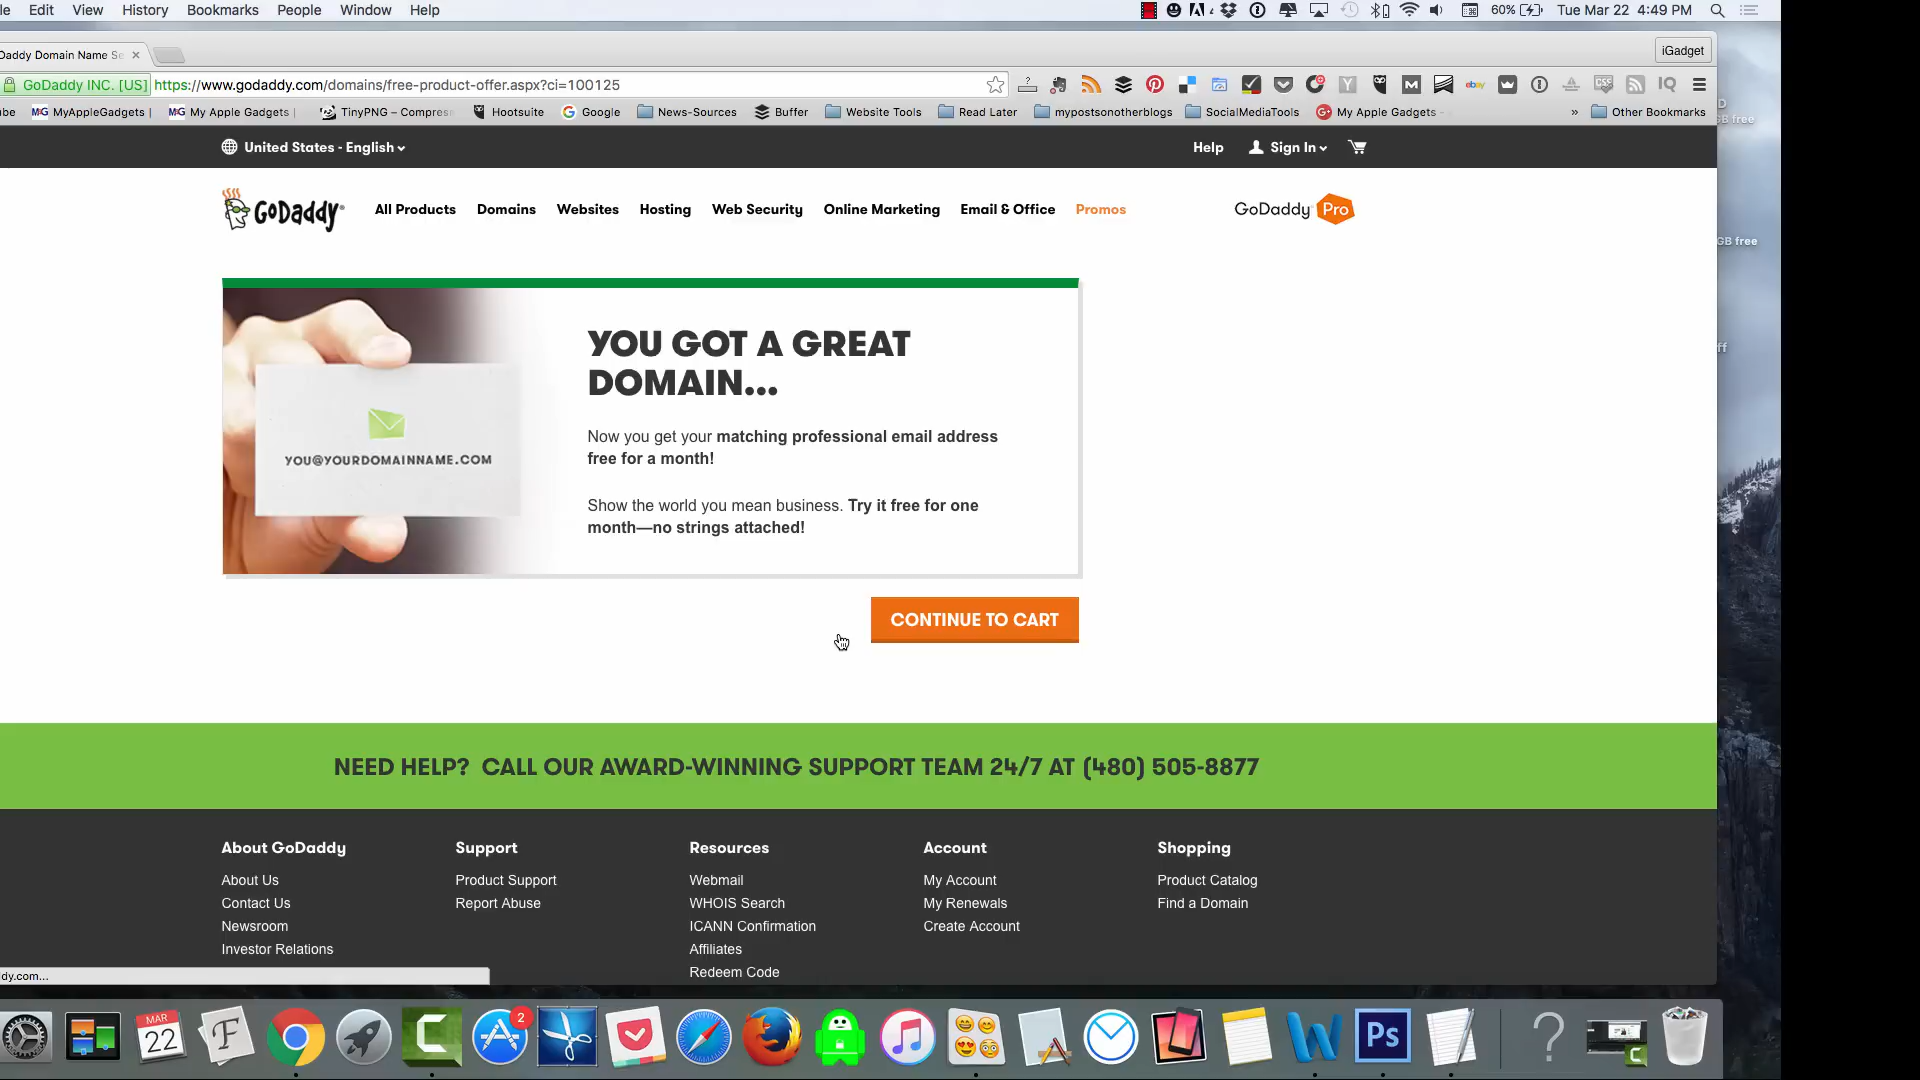 le Edit View History Bookmarks People Window Help 60% Tue Mar 22 4:49 PM
Daddy Domain Name Se iGadget
GoDaddy INC. [US] https://www.godaddy.com/domains/free-product-offer.aspx?ci=100125
be MyAppleGadgets | My Apple Gadgets | TinyPNG – Compres Hootsuite Google News-Sources Buffer Website Tools Read Later mypostsonotherblogs SocialMediaTools My Apple Gadgets » Other Bookmarks
GB free
United States - English Help Sign In
GoDaddy All Products Domains Websites Hosting Web Security Online Marketing Email & Office Promos GoDaddy Pro
GB free
YOU GOT A GREAT
DOMAIN...
Now you get your matching professional email address
free for a month!
YOU@YOURDOMAINNAME.COM
Show the world you mean business. Try it free for one
month—no strings attached!
CONTINUE TO CART
NEED HELP? CALL OUR AWARD-WINNING SUPPORT TEAM 24/7 AT (480) 505-8877
About GoDaddy Support Resources Account Shopping
About Us Product Support Webmail My Account Product Catalog
Contact Us Report Abuse WHOIS Search My Renewals Find a Domain
Newsroom ICANN Confirmation Create Account
Investor Relations Affiliates
dy.com... Redeem Code
MAR
22
2
Ps